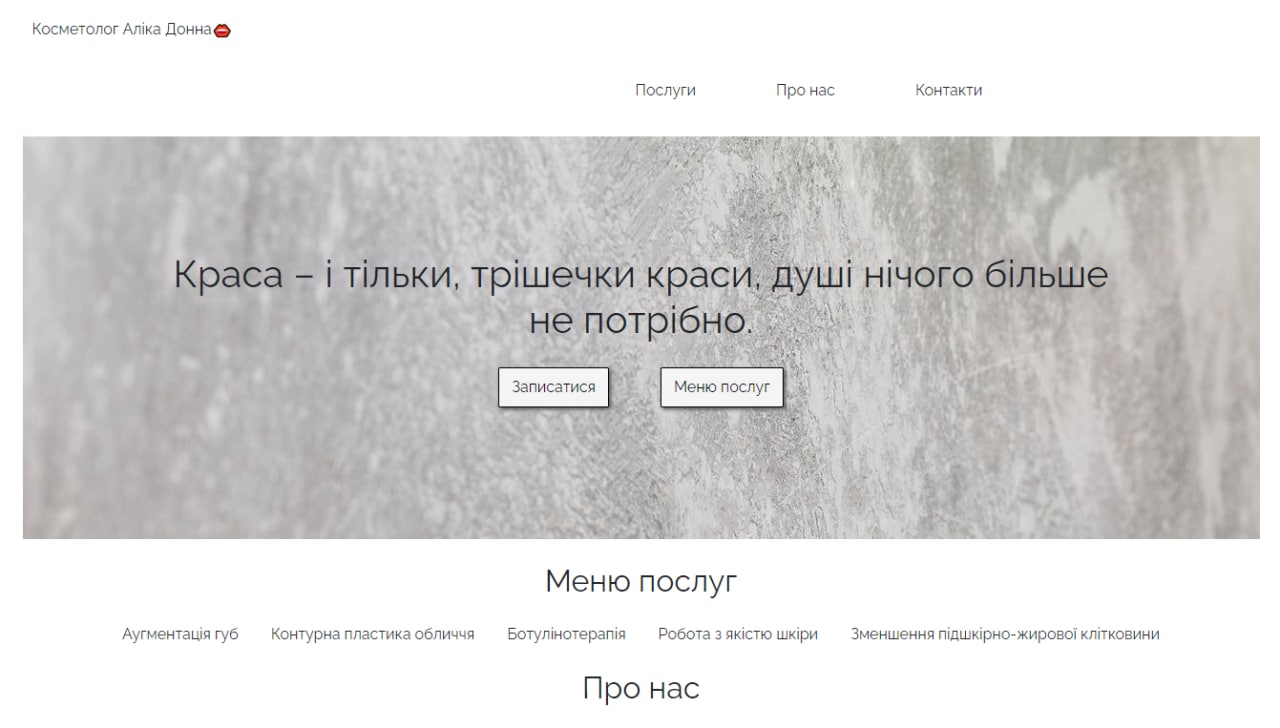 Косметолог Аліка Донна🫦
Послуги Про нас Контакти
Краса – і тільки, трішечки краси, душі нічого більше
не потрібно.
Записатися Меню послуг
Меню послуг
Аугментація губ Контурна пластика обличчя Ботулінотерапія Робота з якістю шкіри Зменшення підшкірно-жирової клітковини
Про нас